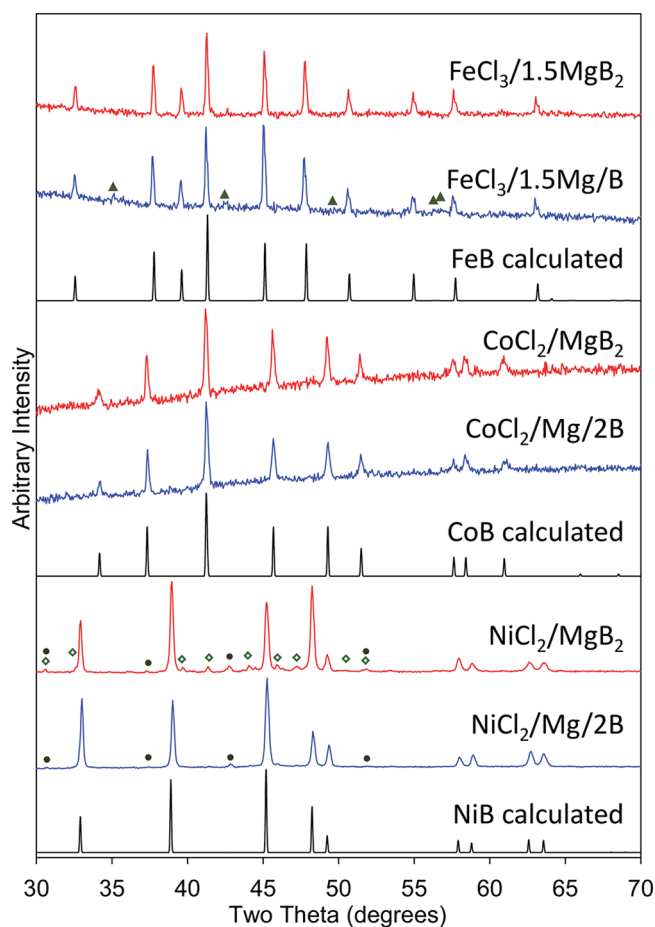 FeCl₃/1.5MgB₂
FeCl₃/1.5Mg/B
FeB calculated
CoCl₂/MgB₂
CoCl₂/Mg/2B
CoB calculated
NiCl₂/MgB₂
NiCl₂/Mg/2B
NiB calculated
Arbitrary Intensity
30 35 40 45 50 55 60 65 70
Two Theta (degrees)